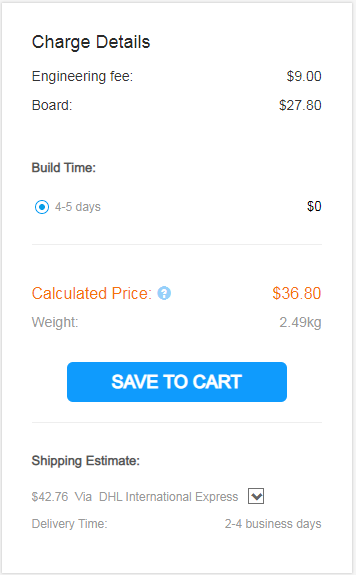 Charge Details
Engineering fee: $9.00
Board: $27.80
Build Time:
4-5 days $0
Calculated Price: ? $36.80
Weight: 2.49kg
SAVE TO CART
Shipping Estimate:
$42.76 Via DHL International Express
Delivery Time: 2-4 business days